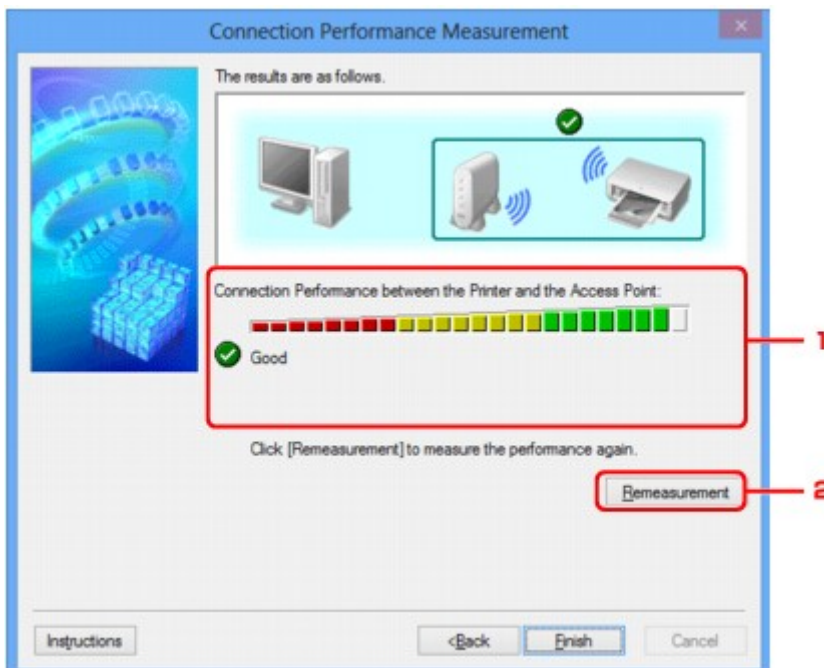 Connection Performance Measurement
The results are as follows.
Connection Performance between the Printer and the Access Point:
Good
1
Click [Remeasurement] to measure the performance again.
Remeasurement
2
Instructions
<Back
Finish
Cancel